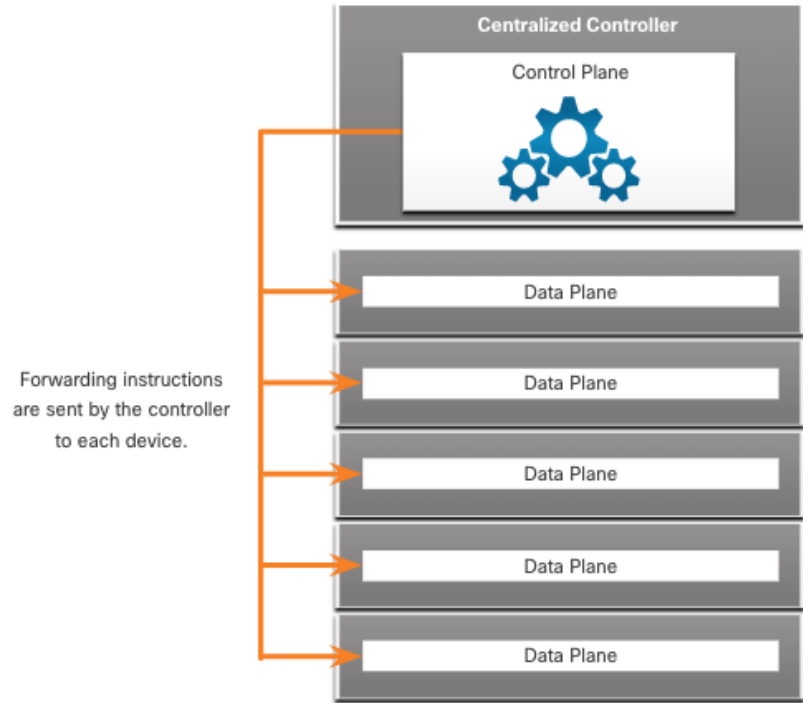 Centralized Controller
Control Plane
Data Plane
Data Plane
Forwarding instructions
are sent by the controller
to each device.
Data Plane
Data Plane
Data Plane